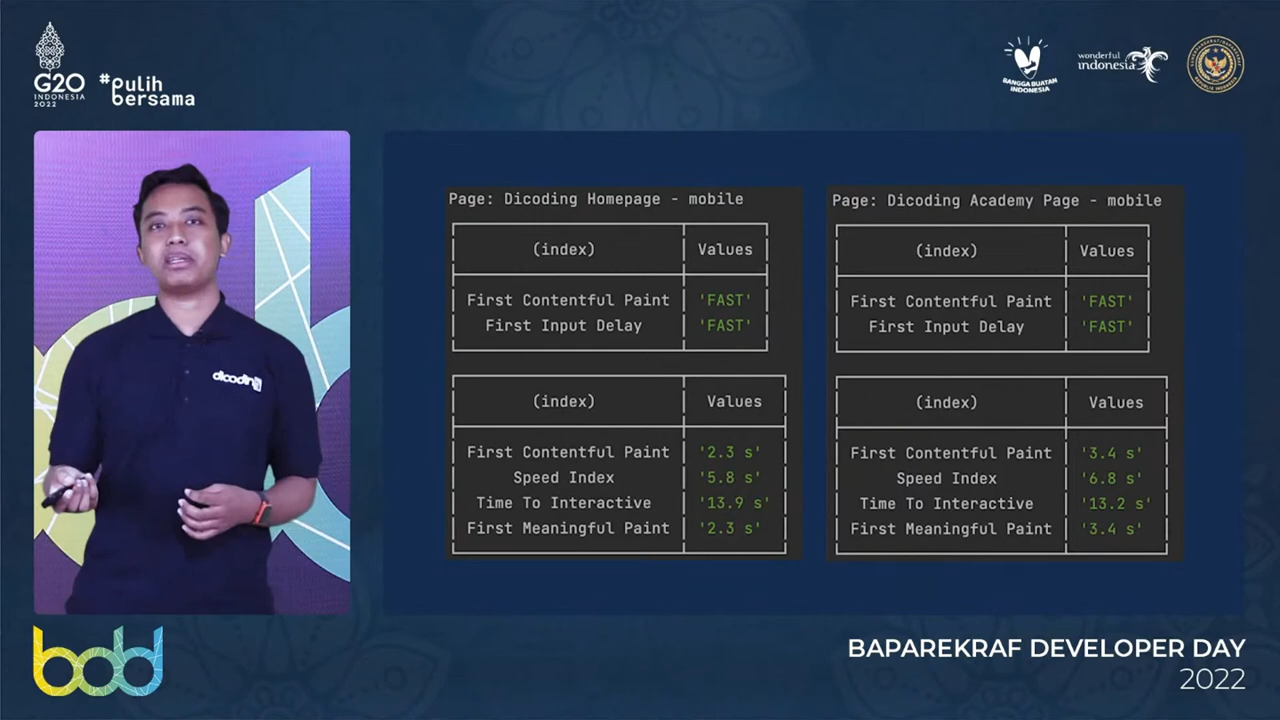 G20
INDONESIA
2022
#pulih
bersama
BANGGA BUATAN
INDONESIA
wonderful
indonesia
dicoding
Page: Dicoding Homepage - mobile
(index) Values
First Contentful Paint 'FAST'
First Input Delay 'FAST'
(index) Values
First Contentful Paint '2.3 s'
Speed Index '5.8 s'
Time To Interactive '13.9 s'
First Meaningful Paint '2.3 s'
Page: Dicoding Academy Page - mobile
(index) Values
First Contentful Paint 'FAST'
First Input Delay 'FAST'
(index) Values
First Contentful Paint '3.4 s'
Speed Index '6.8 s'
Time To Interactive '13.2 s'
First Meaningful Paint '3.4 s'
bdd
BAPAREKRAF DEVELOPER DAY
2022